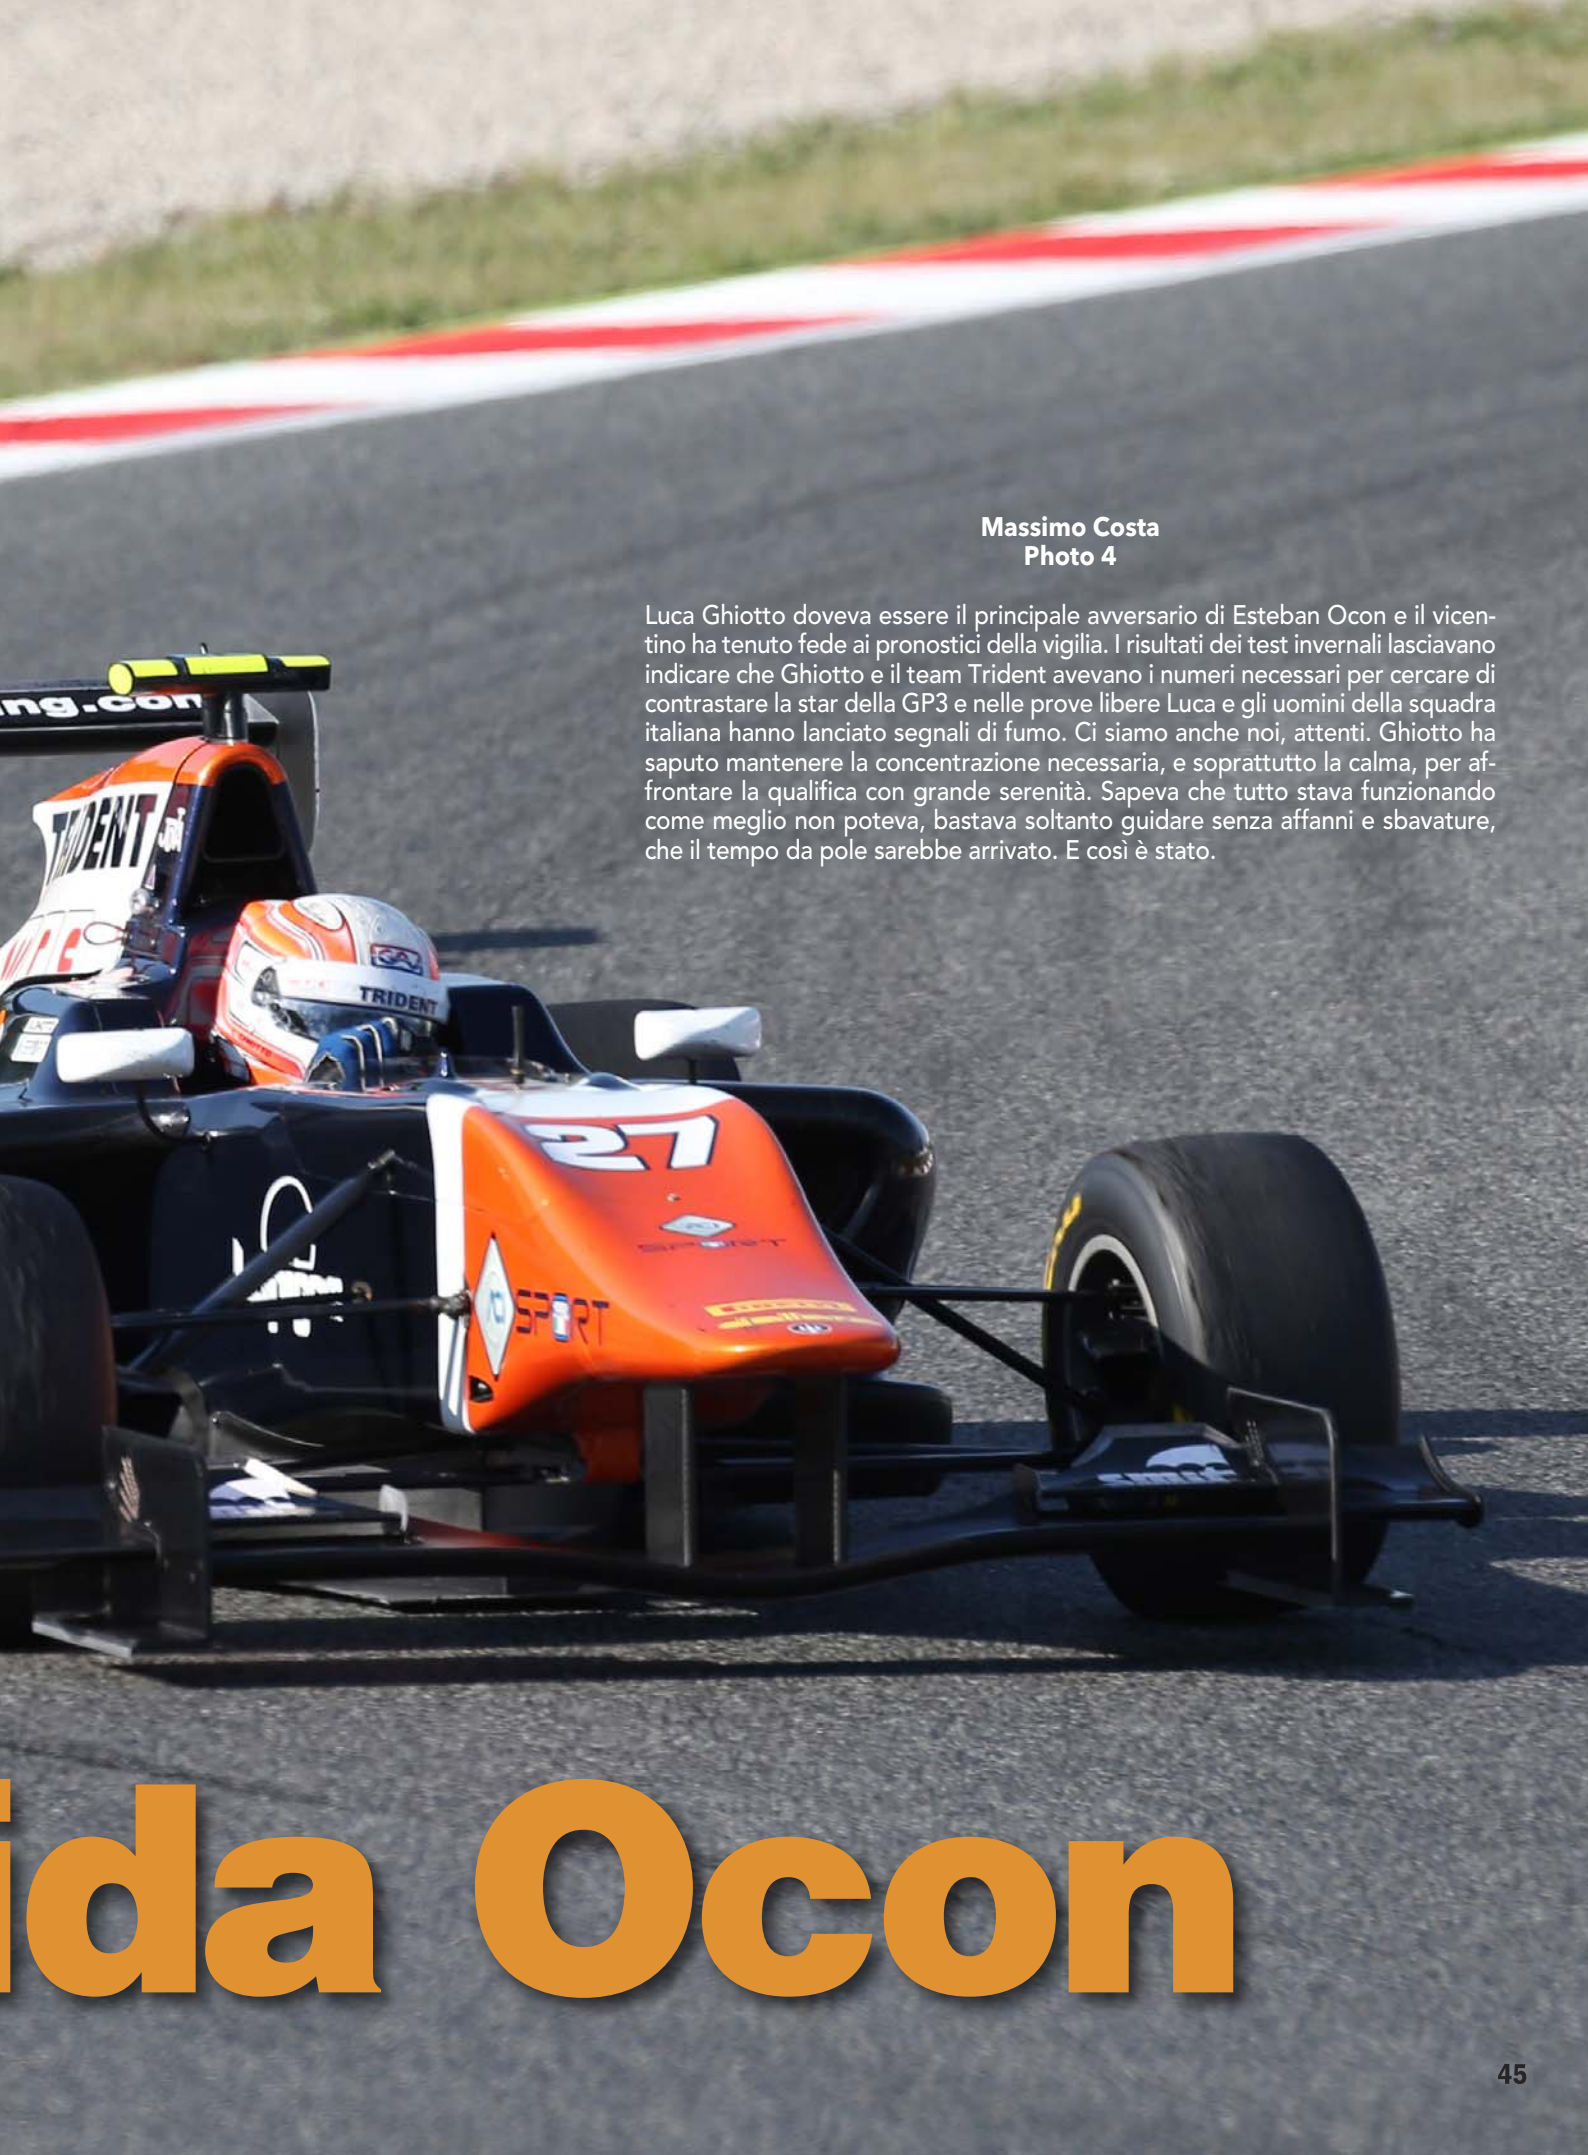 Massimo Costa
Photo 4
Luca Ghiotto doveva essere il principale avversario di Esteban Ocon e il vicen-
tino ha tenuto fede ai pronostici della vigilia. I risultati dei test invernali lasciavano
indicare che Ghiotto e il team Trident avevano i numeri necessari per cercare di
contrastare la star della GP3 e nelle prove libere Luca e gli uomini della squadra
italiana hanno lanciato segnali di fumo. Ci siamo anche noi, attenti. Ghiotto ha
saputo mantenere la concentrazione necessaria, e soprattutto la calma, per af-
frontare la qualifica con grande serenità. Sapeva che tutto stava funzionando
come meglio non poteva, bastava soltanto guidare senza affanni e sbavature,
che il tempo da pole sarebbe arrivato. E così è stato.
ng.com
TRIDENT
TRIDENT
27
ACI
SPORT
ACI
SPORT
ida Ocon
45